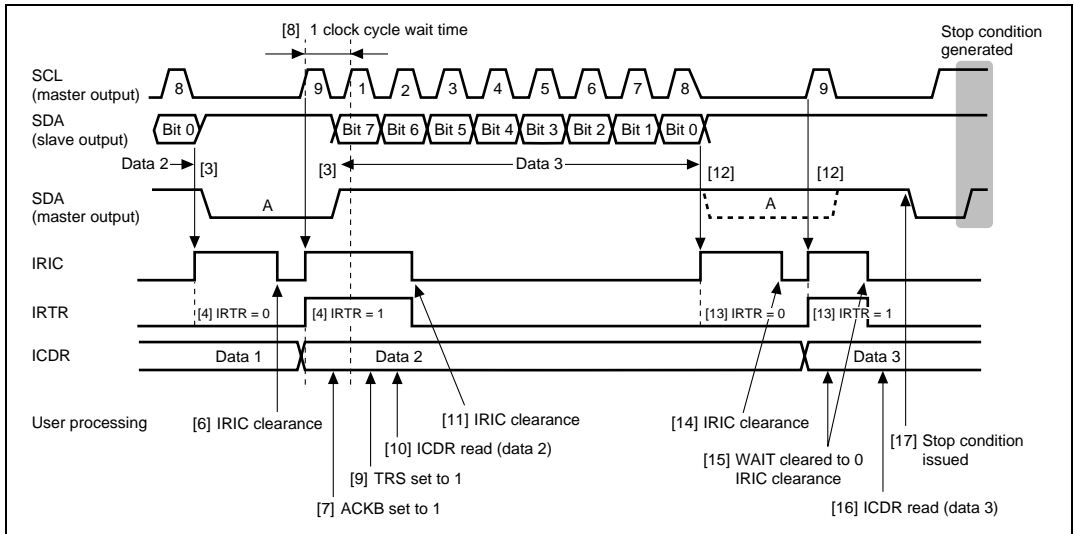 [8] 1 clock cycle wait time
Stop condition
generated
SCL
(master output)
8 9 1 2 3 4 5 6 7 8 9
SDA
(slave output)
Bit 0 Bit 7 Bit 6 Bit 5 Bit 4 Bit 3 Bit 2 Bit 1 Bit 0
Data 2 [3] [3] Data 3 [12] [12]
SDA
(master output)
A A
IRIC
IRTR
[4] IRTR = 0 [4] IRTR = 1 [13] IRTR = 0 [13] IRTR = 1
ICDR Data 1 Data 2 Data 3
User processing
[6] IRIC clearance
[11] IRIC clearance
[14] IRIC clearance
[10] ICDR read (data 2)
[17] Stop condition
issued
[9] TRS set to 1
[15] WAIT cleared to 0
IRIC clearance
[7] ACKB set to 1
[16] ICDR read (data 3)